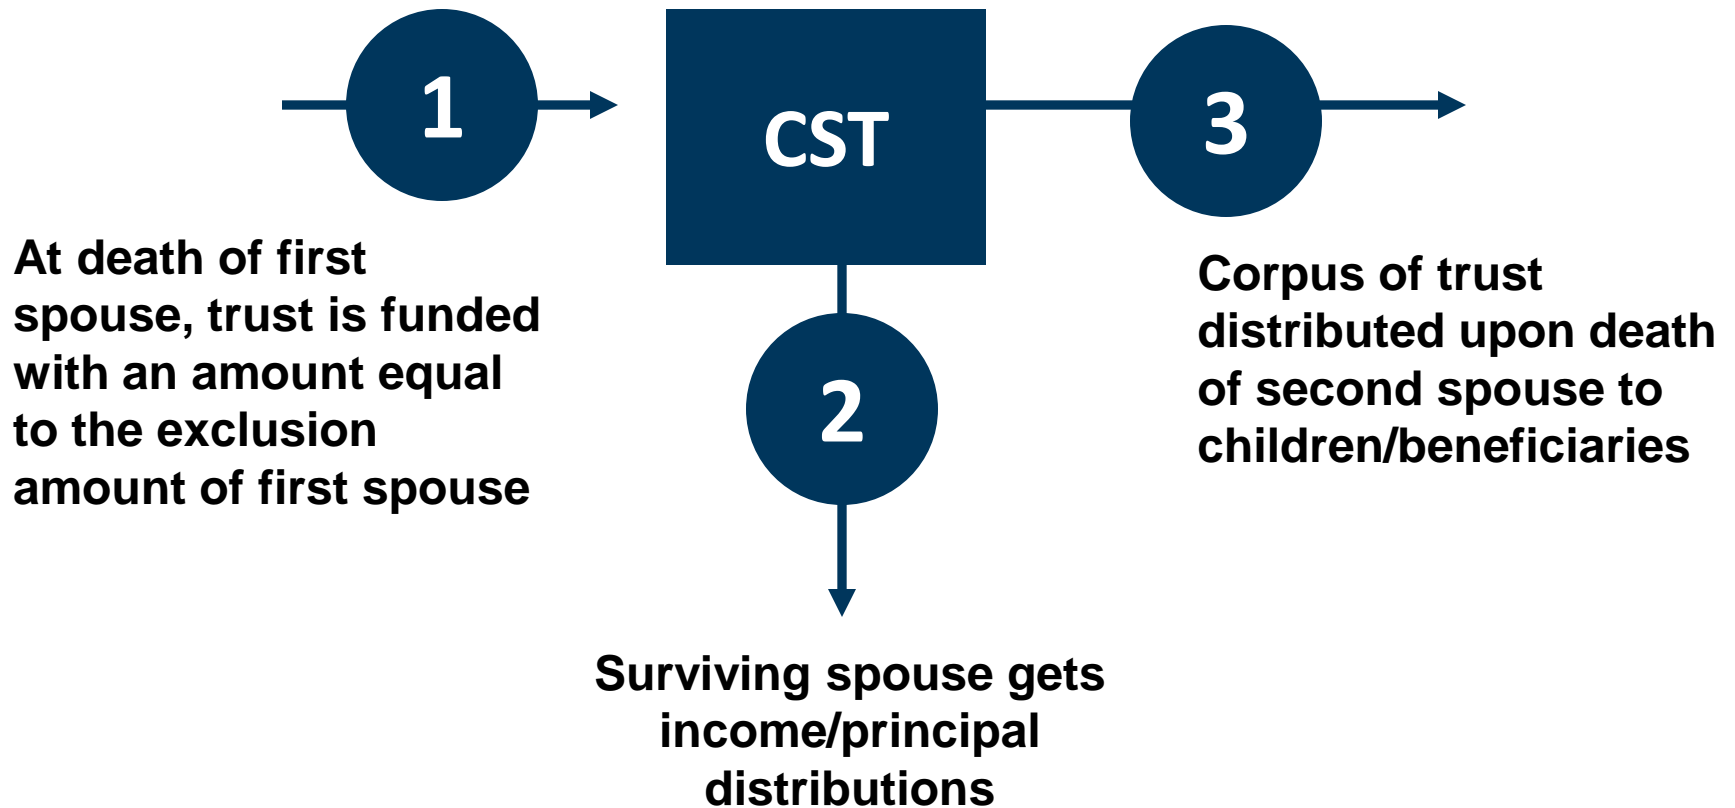 1
CST
3
At death of first
spouse, trust is funded
with an amount equal
to the exclusion
amount of first spouse
2
Corpus of trust
distributed upon death
of second spouse to
children/beneficiaries
Surviving spouse gets
income/principal
distributions